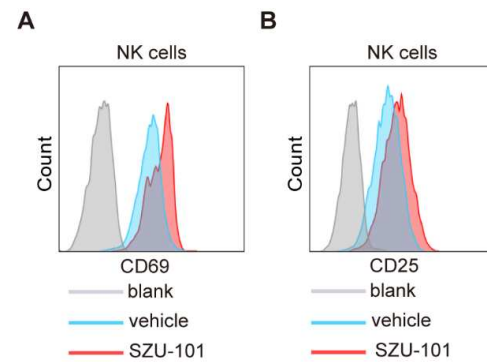 A
NK cells
Count
CD69
blank
vehicle
SZU-101
B
NK cells
Count
CD25
blank
vehicle
SZU-101